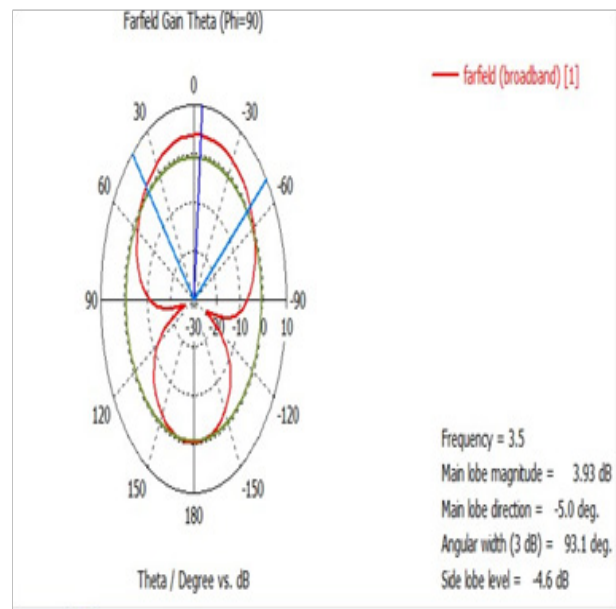 Farfield Gain Theta (Phi=90)
farfield (broadband) [1]
0
30 -30
60 -60
90 -90
-30 -20 -10 0 10
120 -120
150 -150
180
Frequency = 3.5
Main lobe magnitude = 3.93 dB
Main lobe direction = -5.0 deg.
Angular width (3 dB) = 93.1 deg.
Side lobe level = -4.6 dB
Theta / Degree vs. dB